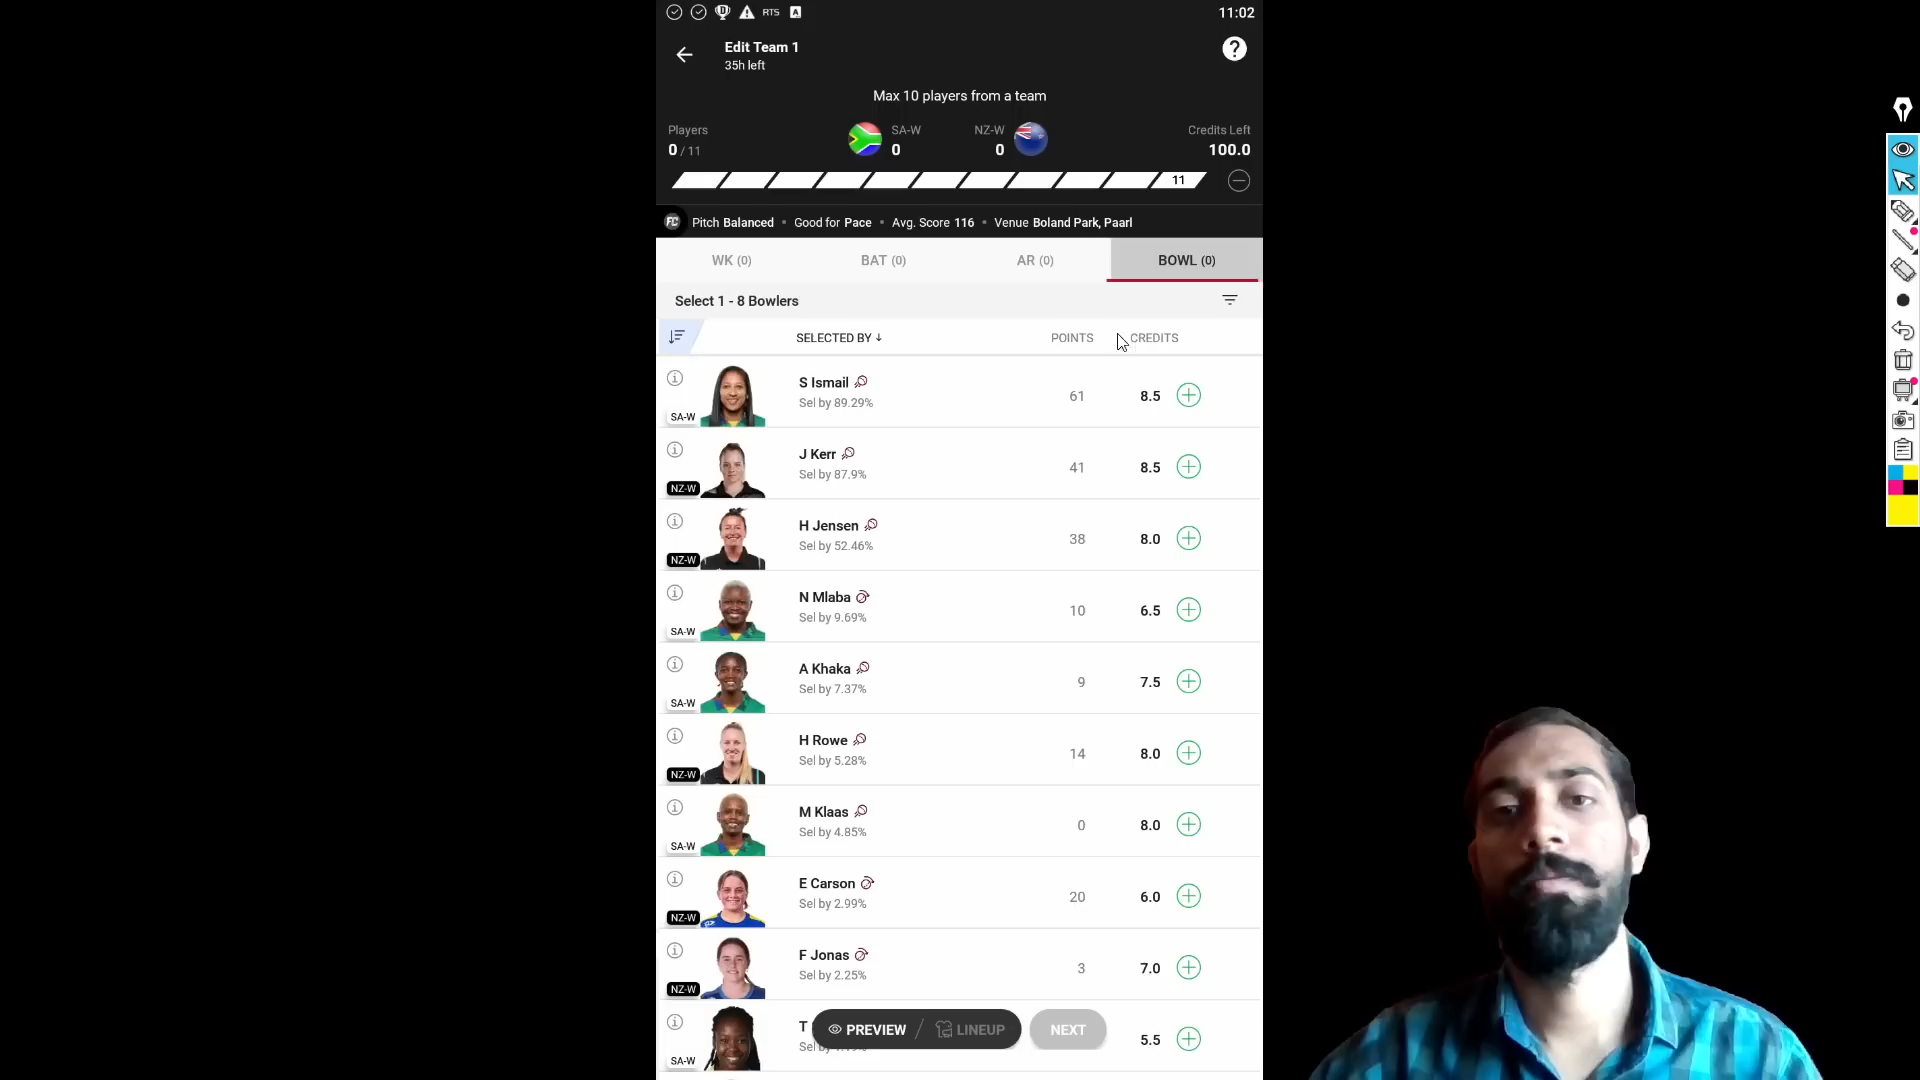 RTS A 11:02
Edit Team 1
35h left
?
Max 10 players from a team
Players SA-W NZ-W Credits Left
0 / 11 0 0 100.0
11
FC Pitch Balanced • Good for Pace • Avg. Score 116 • Venue Boland Park, Paarl
WK (0) BAT (0) AR (0) BOWL (0)
Select 1 - 8 Bowlers
SELECTED BY ↓ POINTS CREDITS
S Ismail
Sel by 89.29%
SA-W
61 8.5
J Kerr
Sel by 87.9%
NZ-W
41 8.5
H Jensen
Sel by 52.46%
NZ-W
38 8.0
N Mlaba
Sel by 9.69%
SA-W
10 6.5
A Khaka
Sel by 7.37%
SA-W
9 7.5
H Rowe
Sel by 5.28%
NZ-W
14 8.0
M Klaas
Sel by 4.85%
SA-W
0 8.0
E Carson
Sel by 2.99%
NZ-W
20 6.0
F Jonas
Sel by 2.25%
NZ-W
3 7.0
T
Sel
SA-W
5.5
PREVIEW / LINEUP NEXT